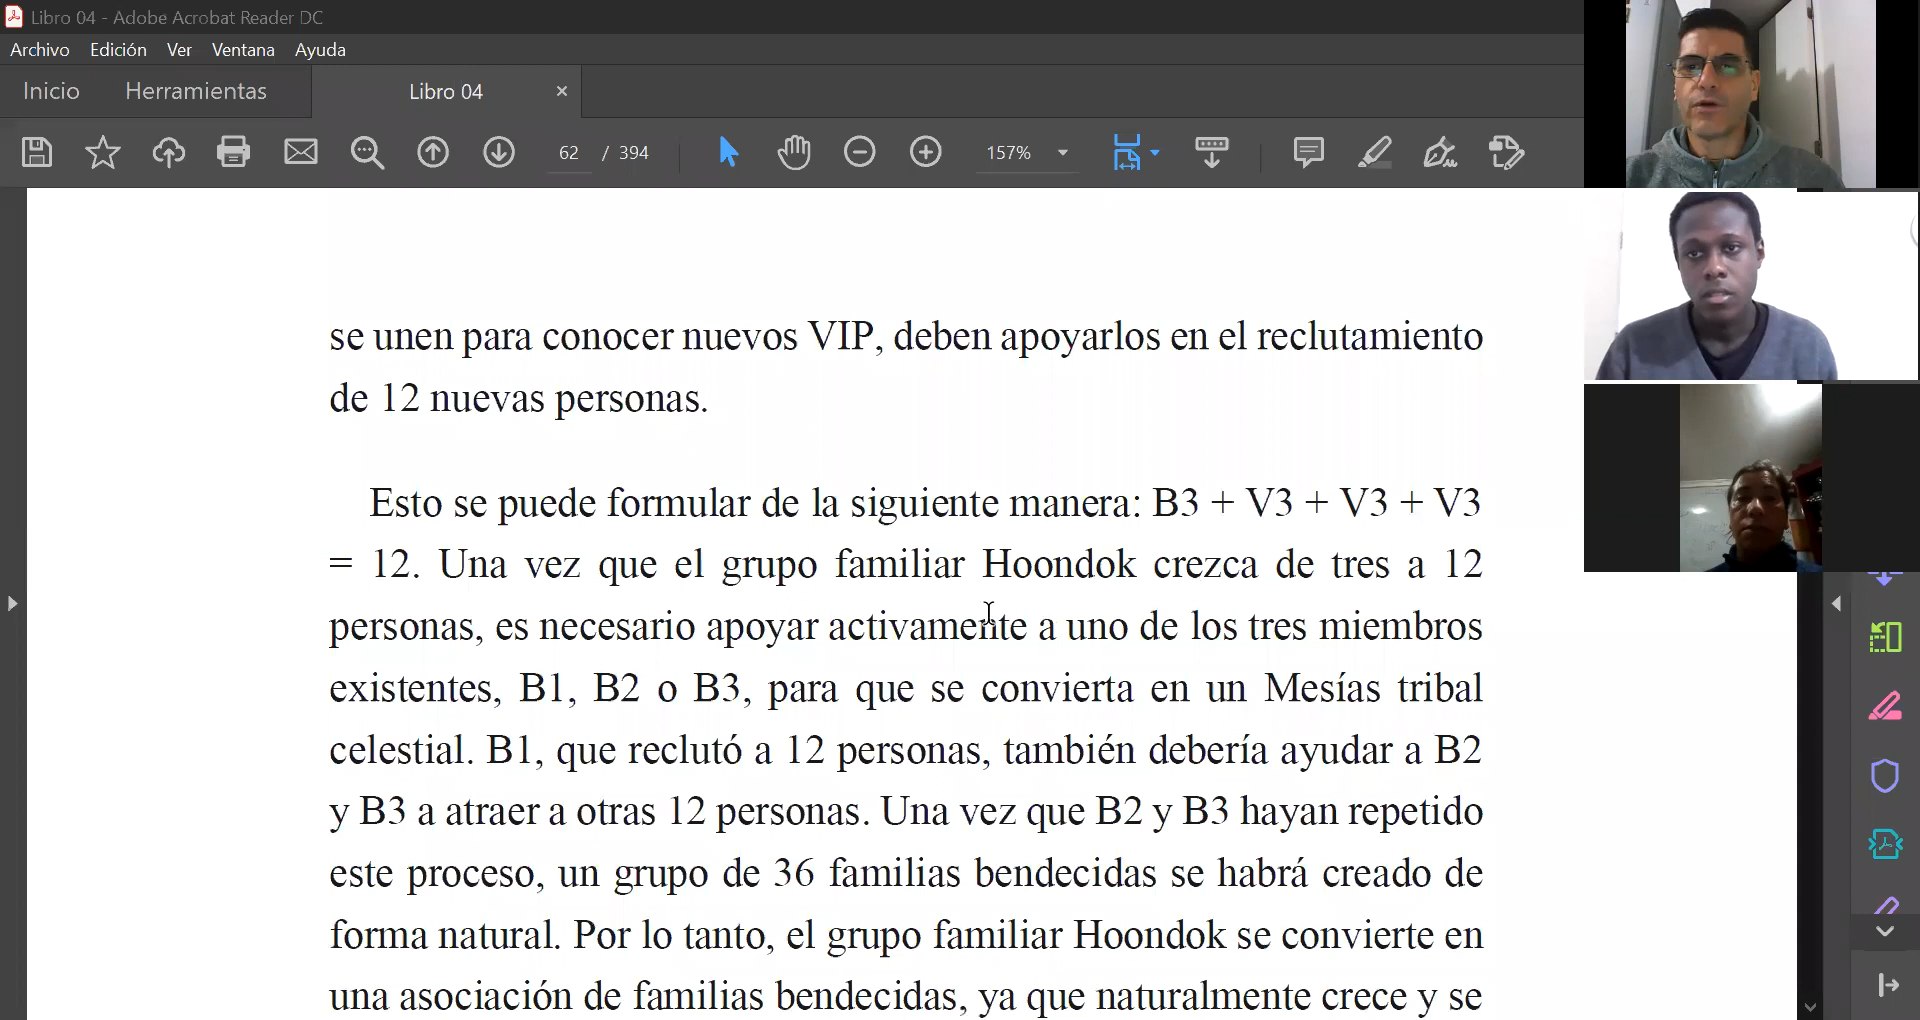 Libro 04 - Adobe Acrobat Reader DC
Archivo Edición Ver Ventana Ayuda
Inicio Herramientas Libro 04 ×
62 / 394 157%
se unen para conocer nuevos VIP, deben apoyarlos en el reclutamiento
de 12 nuevas personas.
Esto se puede formular de la siguiente manera: B3 + V3 + V3 + V3
= 12. Una vez que el grupo familiar Hoondok crezca de tres a 12
personas, es necesario apoyar activamente a uno de los tres miembros
existentes, B1, B2 o B3, para que se convierta en un Mesías tribal
celestial. B1, que reclutó a 12 personas, también debería ayudar a B2
y B3 a atraer a otras 12 personas. Una vez que B2 y B3 hayan repetido
este proceso, un grupo de 36 familias bendecidas se habrá creado de
forma natural. Por lo tanto, el grupo familiar Hoondok se convierte en
una asociación de familias bendecidas, ya que naturalmente crece y se